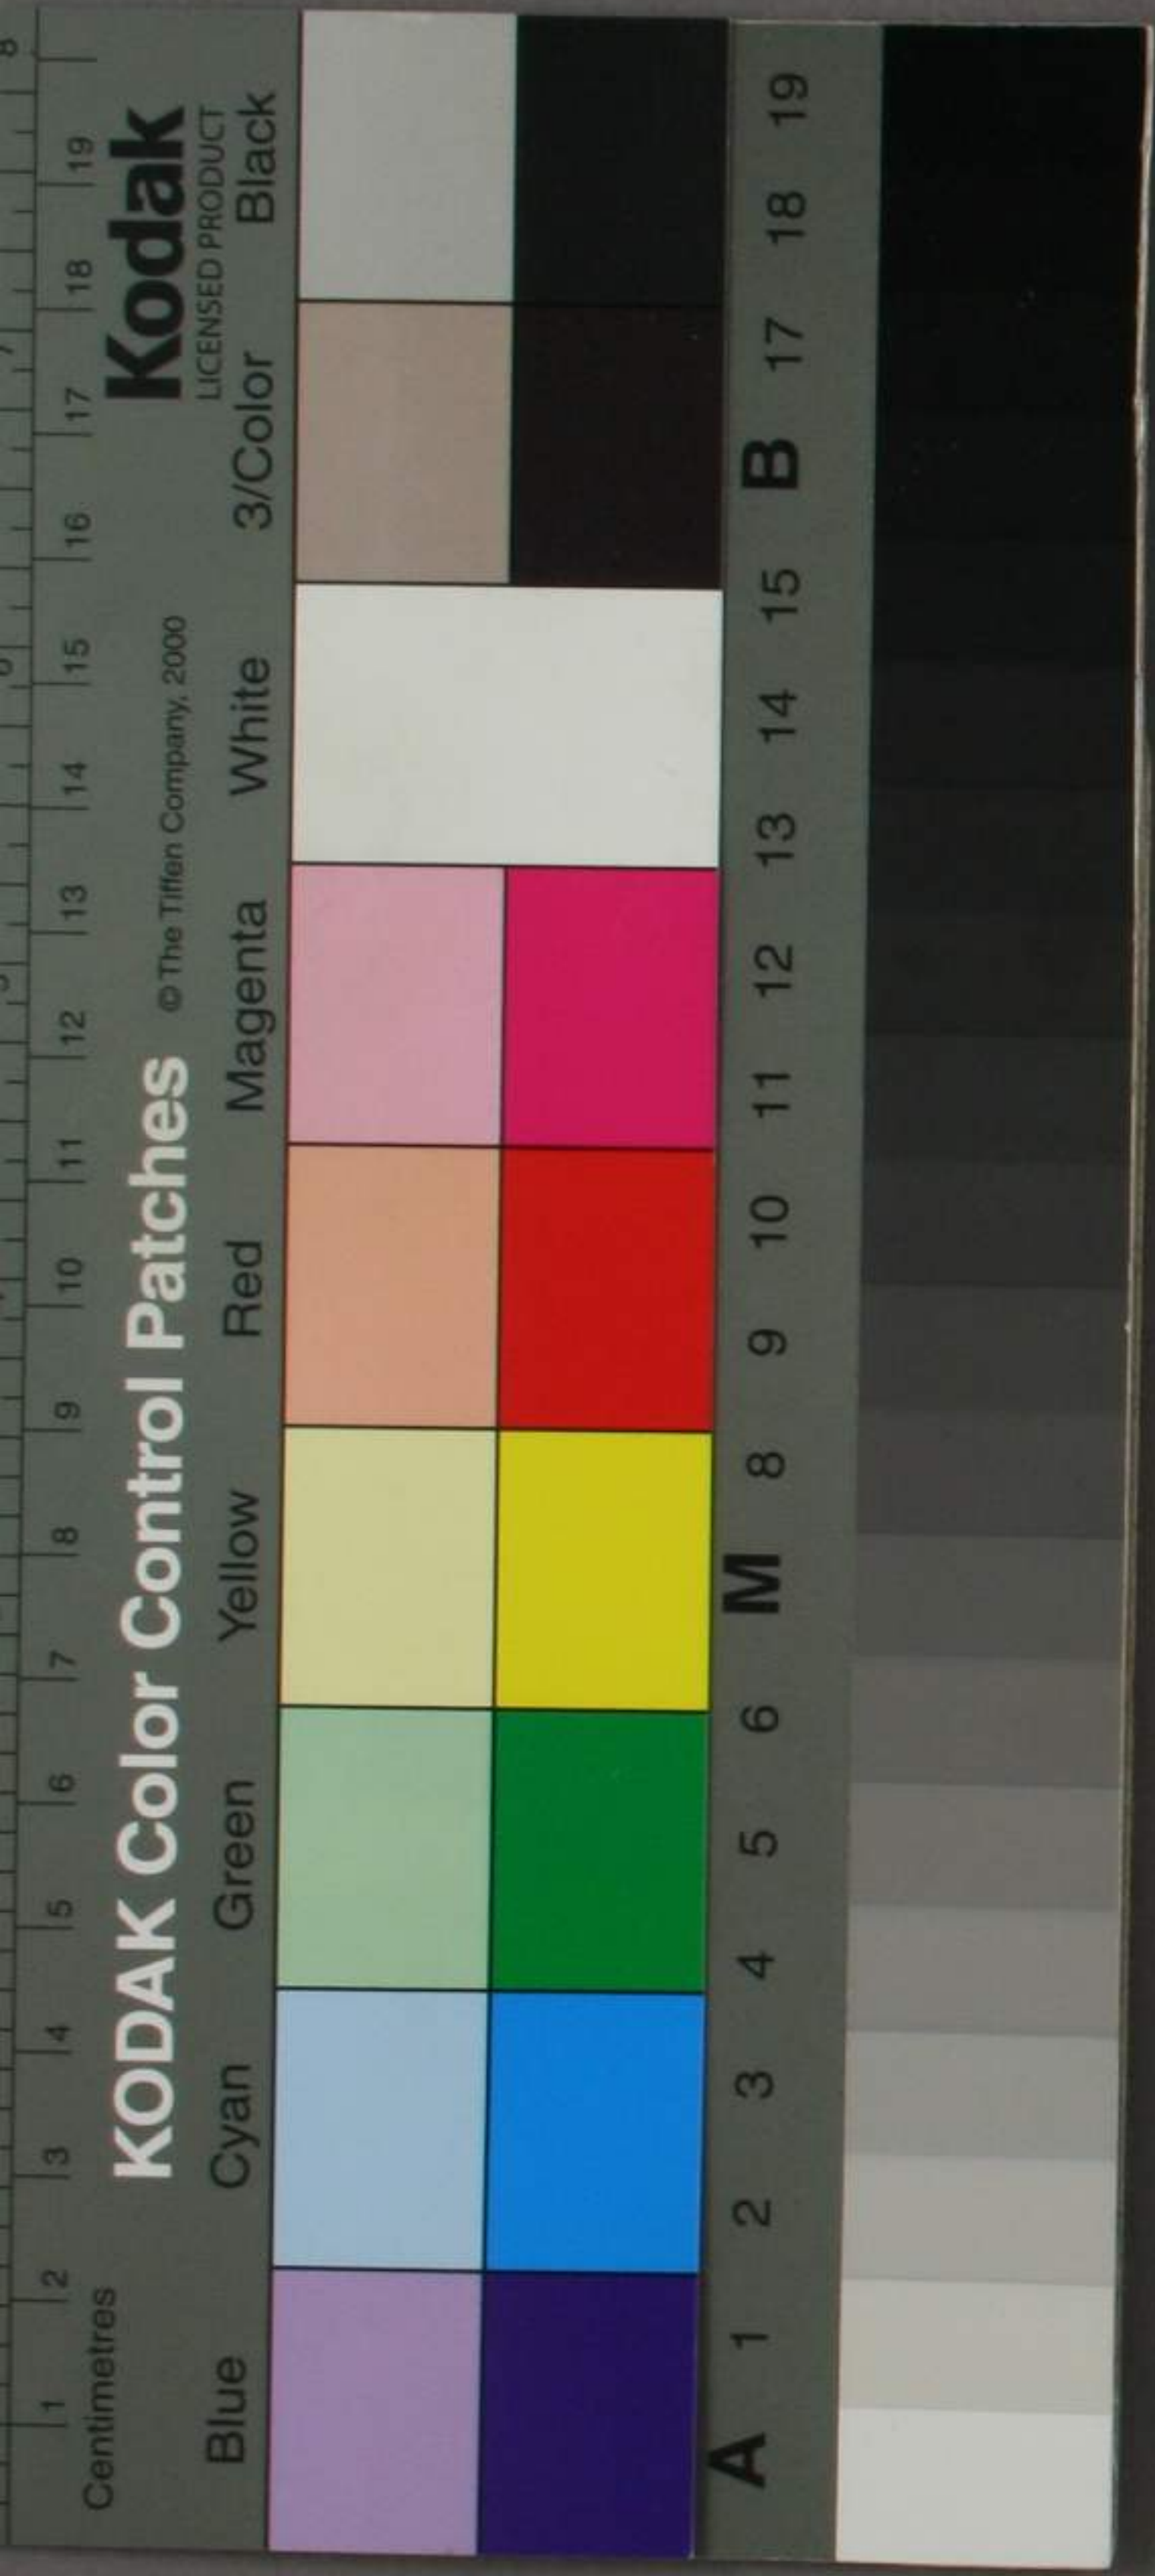 8
1 2 3 4 5 6 7 8 9 10 11 12 13 14 15 16 17 18 19
Centimetres
KODAK Color Control Patches © The Tiffen Company, 2000 Kodak
LICENSED PRODUCT
Blue Cyan Green Yellow Red Magenta White 3/Color Black
A 1 2 3 4 5 6 M 8 9 10 11 12 13 14 15 B 17 18 19